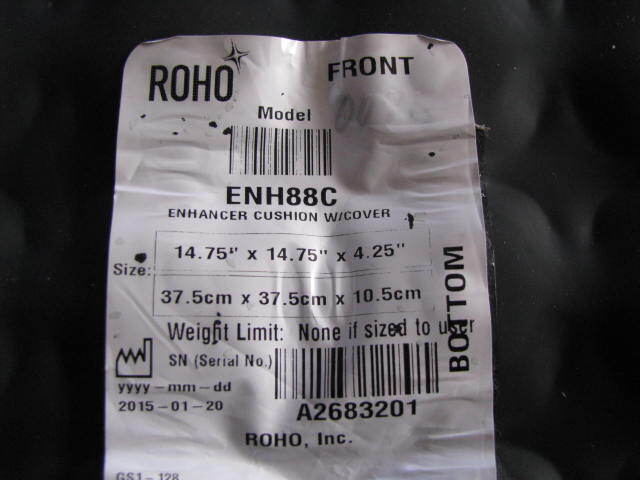 ROHO FRONT
Model
ENH88C
ENHANCER CUSHION W/COVER
Size: 14.75" x 14.75" x 4.25"
37.5cm x 37.5cm x 10.5cm
Weight Limit: None if sized to user
SN (Serial No.)
yyyy-mm-dd
2015-01-20
A2683201
ROHO, Inc.
BOTTOM
GS1-128